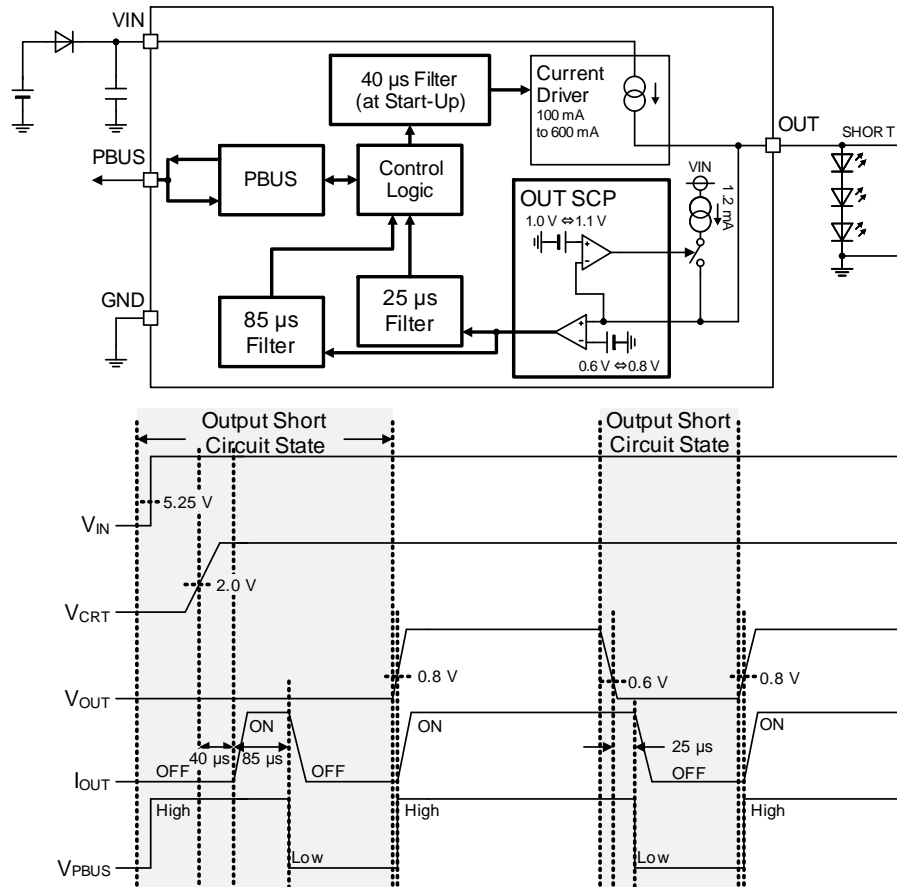 VIN
40 µs Filter
(at Start-Up)
Current
Driver
100 mA
to 600 mA
OUT
SHORT
PBUS
PBUS
Control
Logic
OUT SCP
VIN
1.2 mA
1.0 V ⇔1.1 V
GND
85 µs
Filter
25 µs
Filter
0.6 V ⇔0.8 V
Output Short
Circuit State
Output Short
Circuit State
5.25 V
VIN
2.0 V
VCRT
0.8 V
0.6 V
0.8 V
VOUT
ON
ON
ON
40 µs
85 µs
25 µs
OFF
OFF
OFF
IOUT
High
High
High
Low
Low
VPBUS